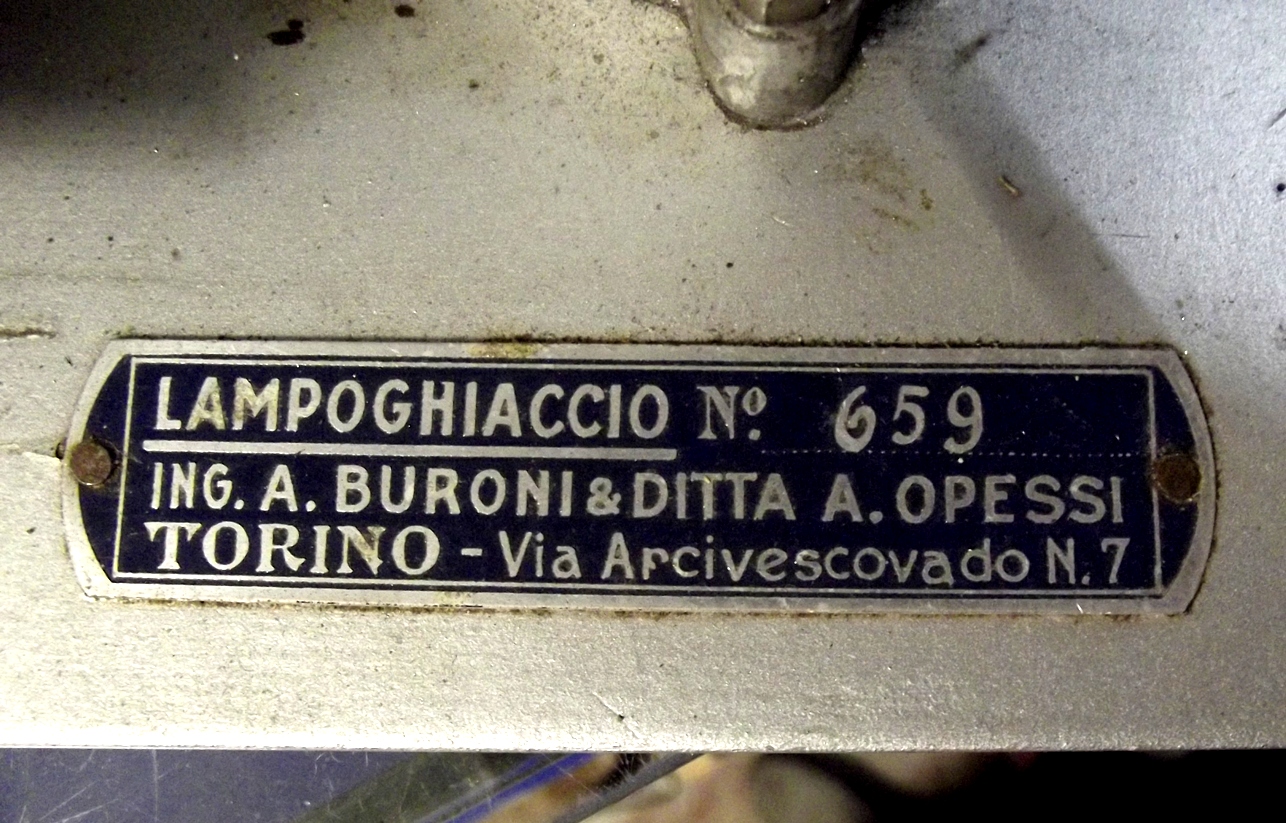 LAMPOGHIACCIO Nº. 659
ING. A. BURONI & DITTA A. OPESSI
TORINO - Via Arcivescovado N. 7